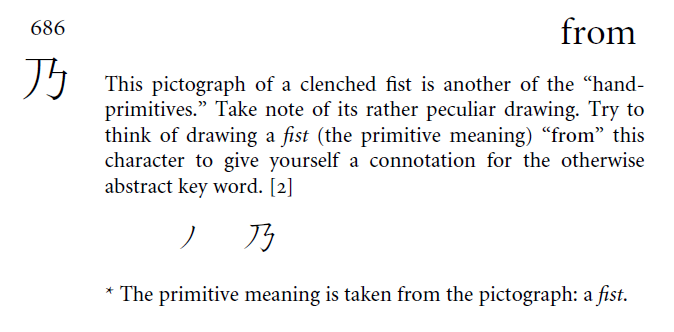 686
from
乃
This pictograph of a clenched fist is another of the “hand-
primitives.” Take note of its rather peculiar drawing. Try to
think of drawing a fist (the primitive meaning) “from” this
character to give yourself a connotation for the otherwise
abstract key word. [2]
丿 乃
* The primitive meaning is taken from the pictograph: a fist.